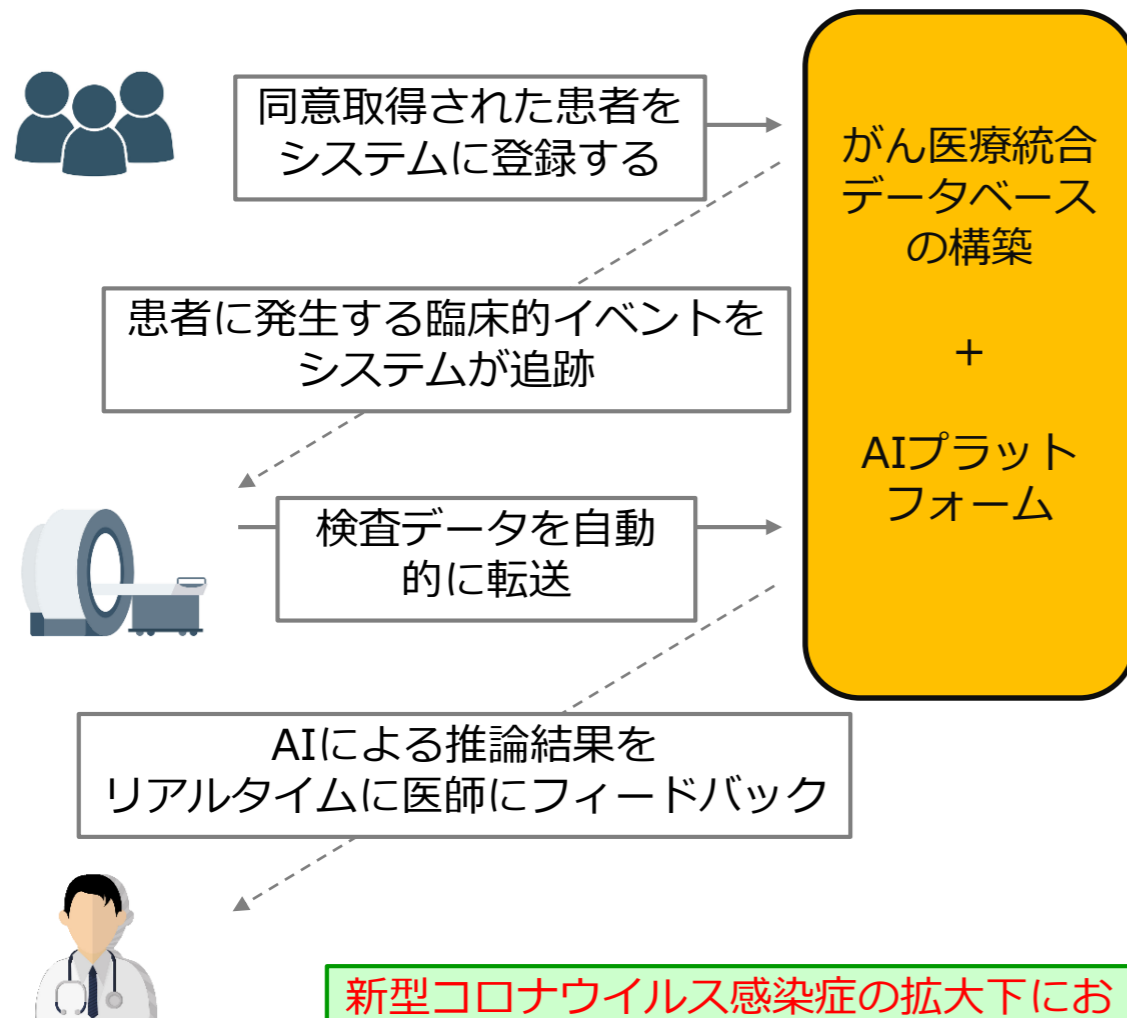 同意取得された患者を
システムに登録する
がん医療統合
データベース
の構築
+
AIプラット
フォーム
患者に発生する臨床的イベントを
システムが追跡
検査データを自動
的に転送
AIによる推論結果を
リアルタイムに医師にフィードバック
新型コロナウイルス感染症の拡大下にお